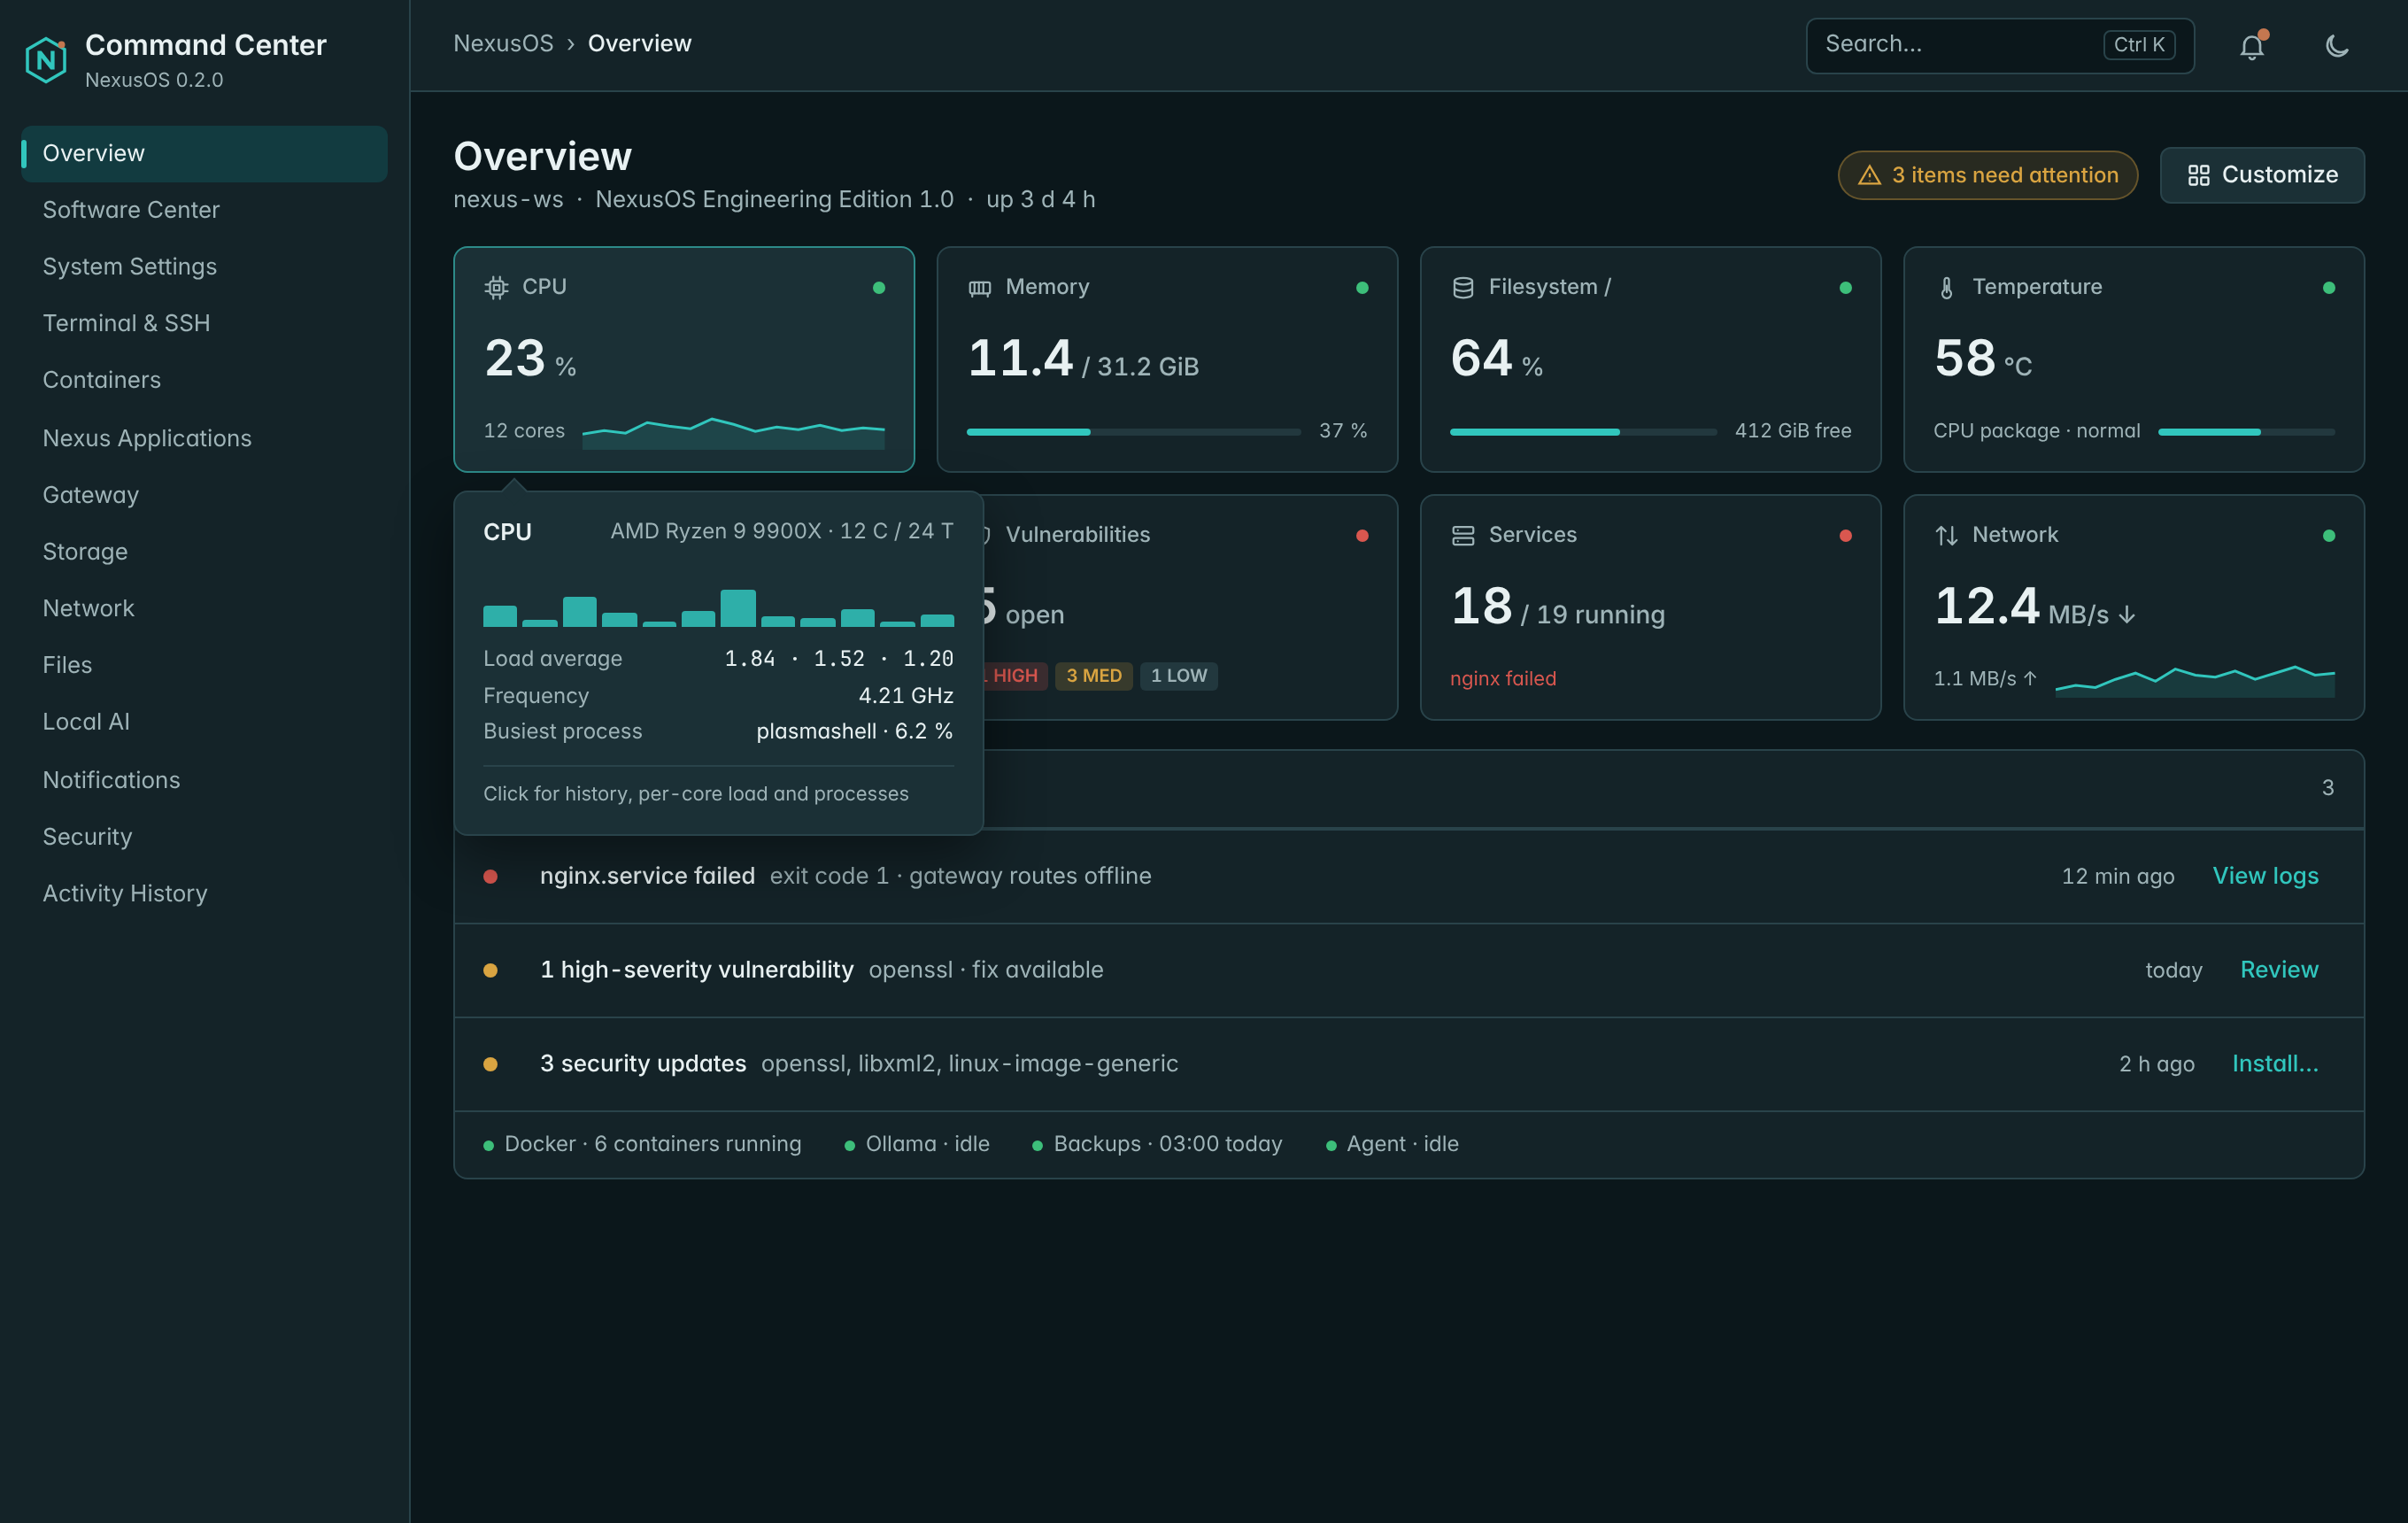 Command Center
NexusOS 0.2.0
Overview
Software Center
System Settings
Terminal & SSH
Containers
Nexus Applications
Gateway
Storage
Network
Files
Local AI
Notifications
Security
Activity History
NexusOS › Overview
Search... Ctrl K
Overview
nexus-ws · NexusOS Engineering Edition 1.0 · up 3 d 4 h
3 items need attention
Customize
CPU
23 %
12 cores
Memory
11.4 / 31.2 GiB
37 %
Filesystem /
64 %
412 GiB free
Temperature
58 °C
CPU package · normal
CPU AMD Ryzen 9 9900X · 12 C / 24 T
Load average 1.84 · 1.52 · 1.20
Frequency 4.21 GHz
Busiest process plasmashell · 6.2 %
Click for history, per-core load and processes
Vulnerabilities
5 open
1 HIGH 3 MED 1 LOW
Services
18 / 19 running
nginx failed
Network
12.4 MB/s ↓
1.1 MB/s ↑
3
nginx.service failed exit code 1 · gateway routes offline 12 min ago View logs
1 high-severity vulnerability openssl · fix available today Review
3 security updates openssl, libxml2, linux-image-generic 2 h ago Install...
Docker · 6 containers running Ollama · idle Backups · 03:00 today Agent · idle